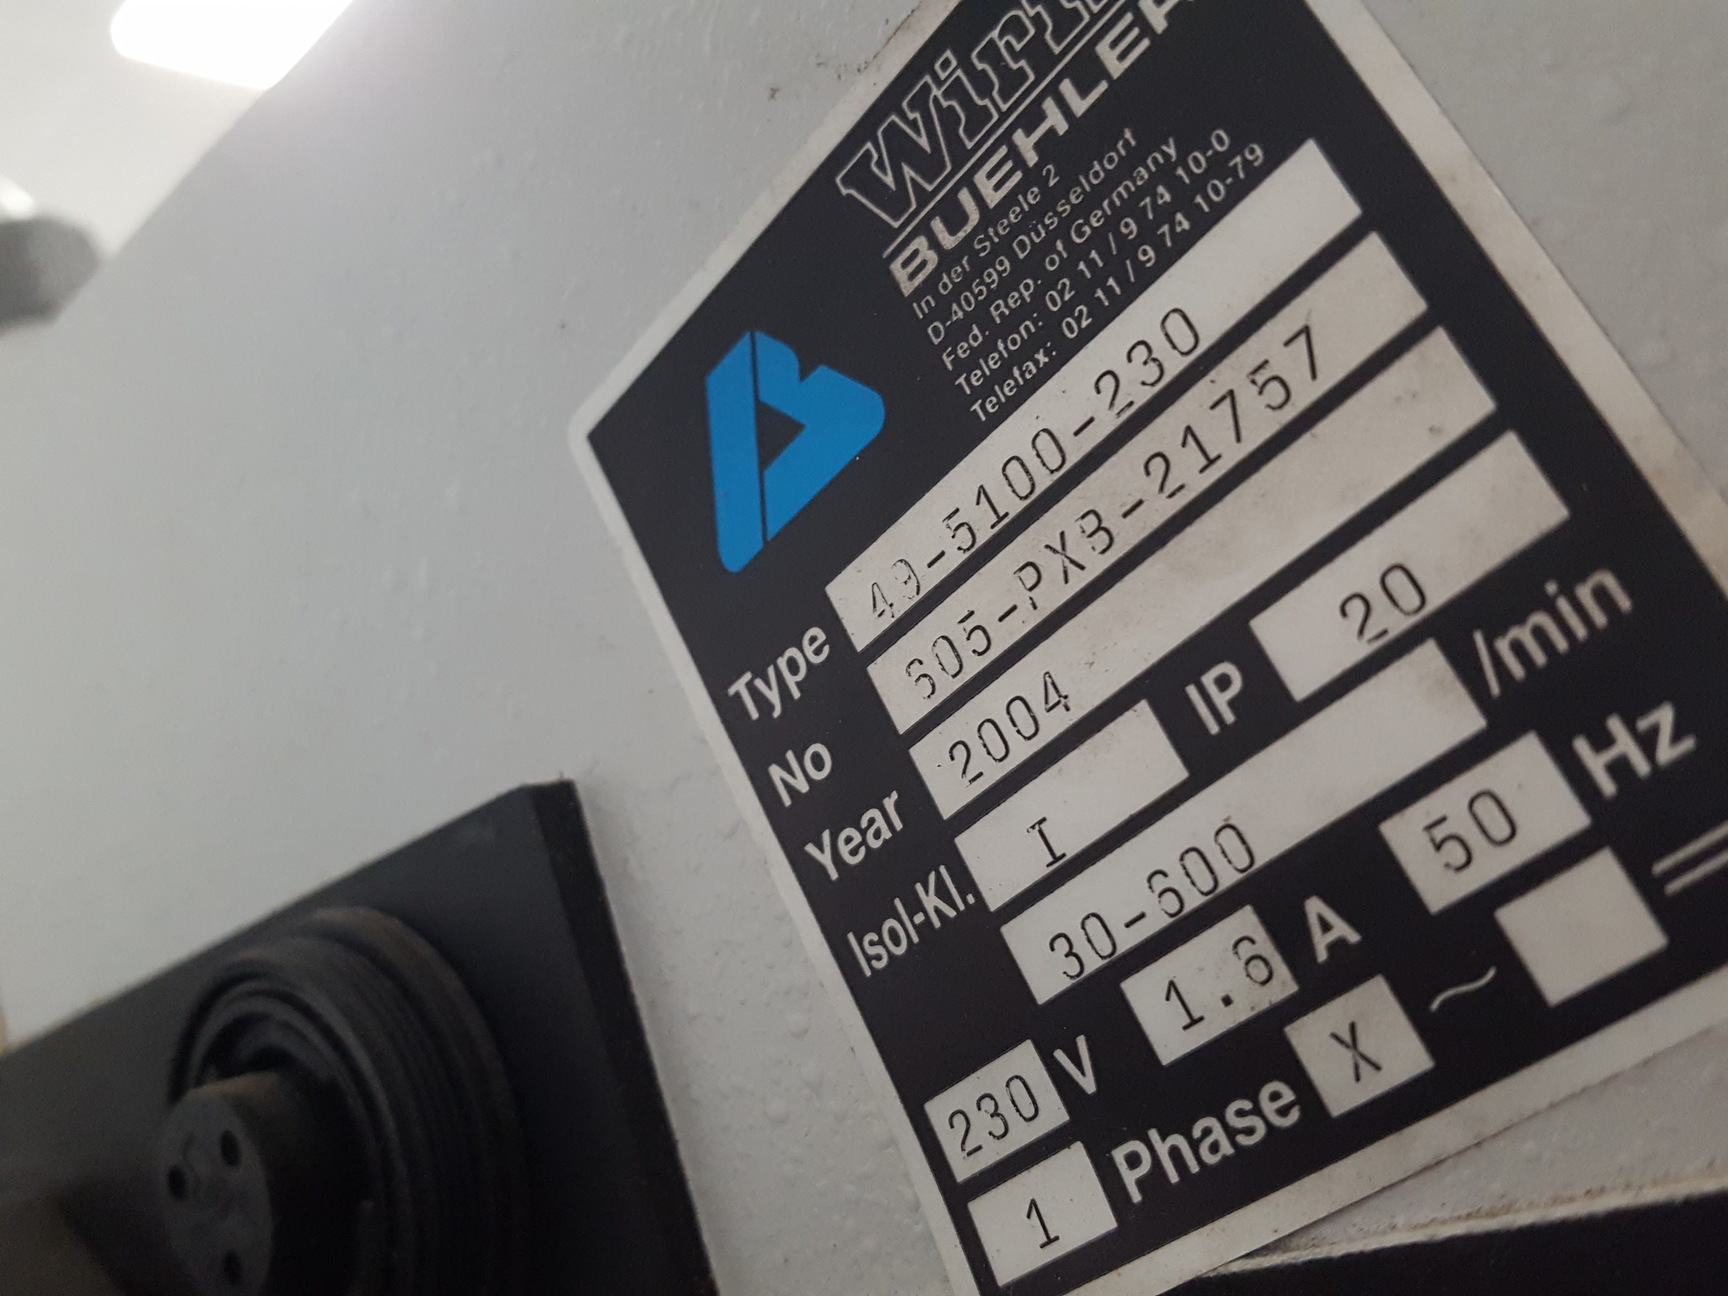 BUEHLER
In der Steele 2
D-40599 Düsseldorf
Fed. Rep. of Germany
Telefon: 02 11 / 9 74 10-0
Telefax: 02 11 / 9 74 10-79
Type 49-5100-230
No 605-PXB-21757
Year 2004
Isol-Kl. I IP 20
30-600 /min
230 V 1.6 A 50 Hz
1 Phase X ~ =